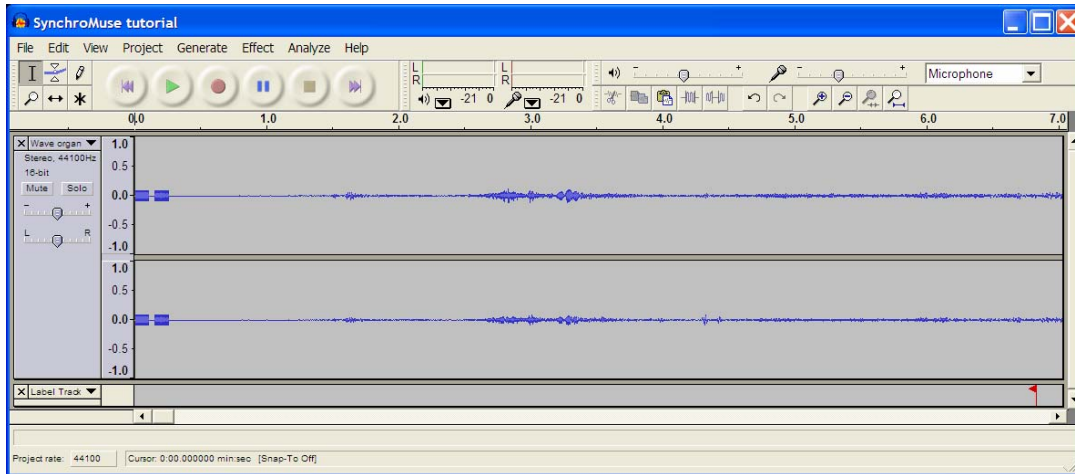 SynchroMuse tutorial
File Edit View Project Generate Effect Analyze Help
L
R
-21 0
L
R
-21 0
- +
- +
Microphone
0.0 1.0 2.0 3.0 4.0 5.0 6.0 7.0
X Wave organ
Stereo, 44100Hz
16-bit
Mute Solo
- +
L R
1.0
0.5
0.0
-0.5
-1.0
1.0
0.5
0.0
-0.5
-1.0
X Label Track
Project rate: 44100 Cursor: 0:00.000000 min:sec [Snap-To Off]